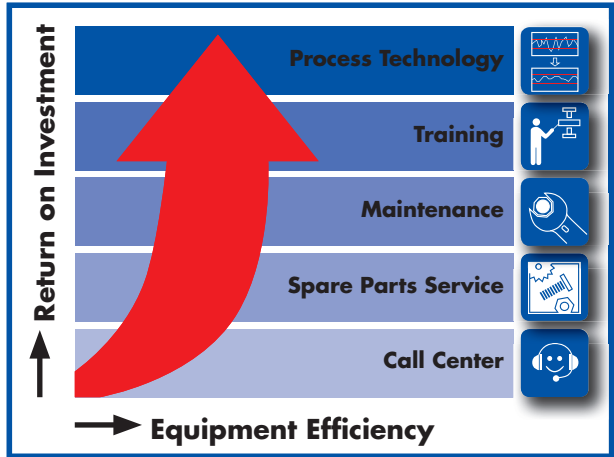 Return on Investment
Process Technology
Training
Maintenance
Spare Parts Service
Call Center
Equipment Efficiency